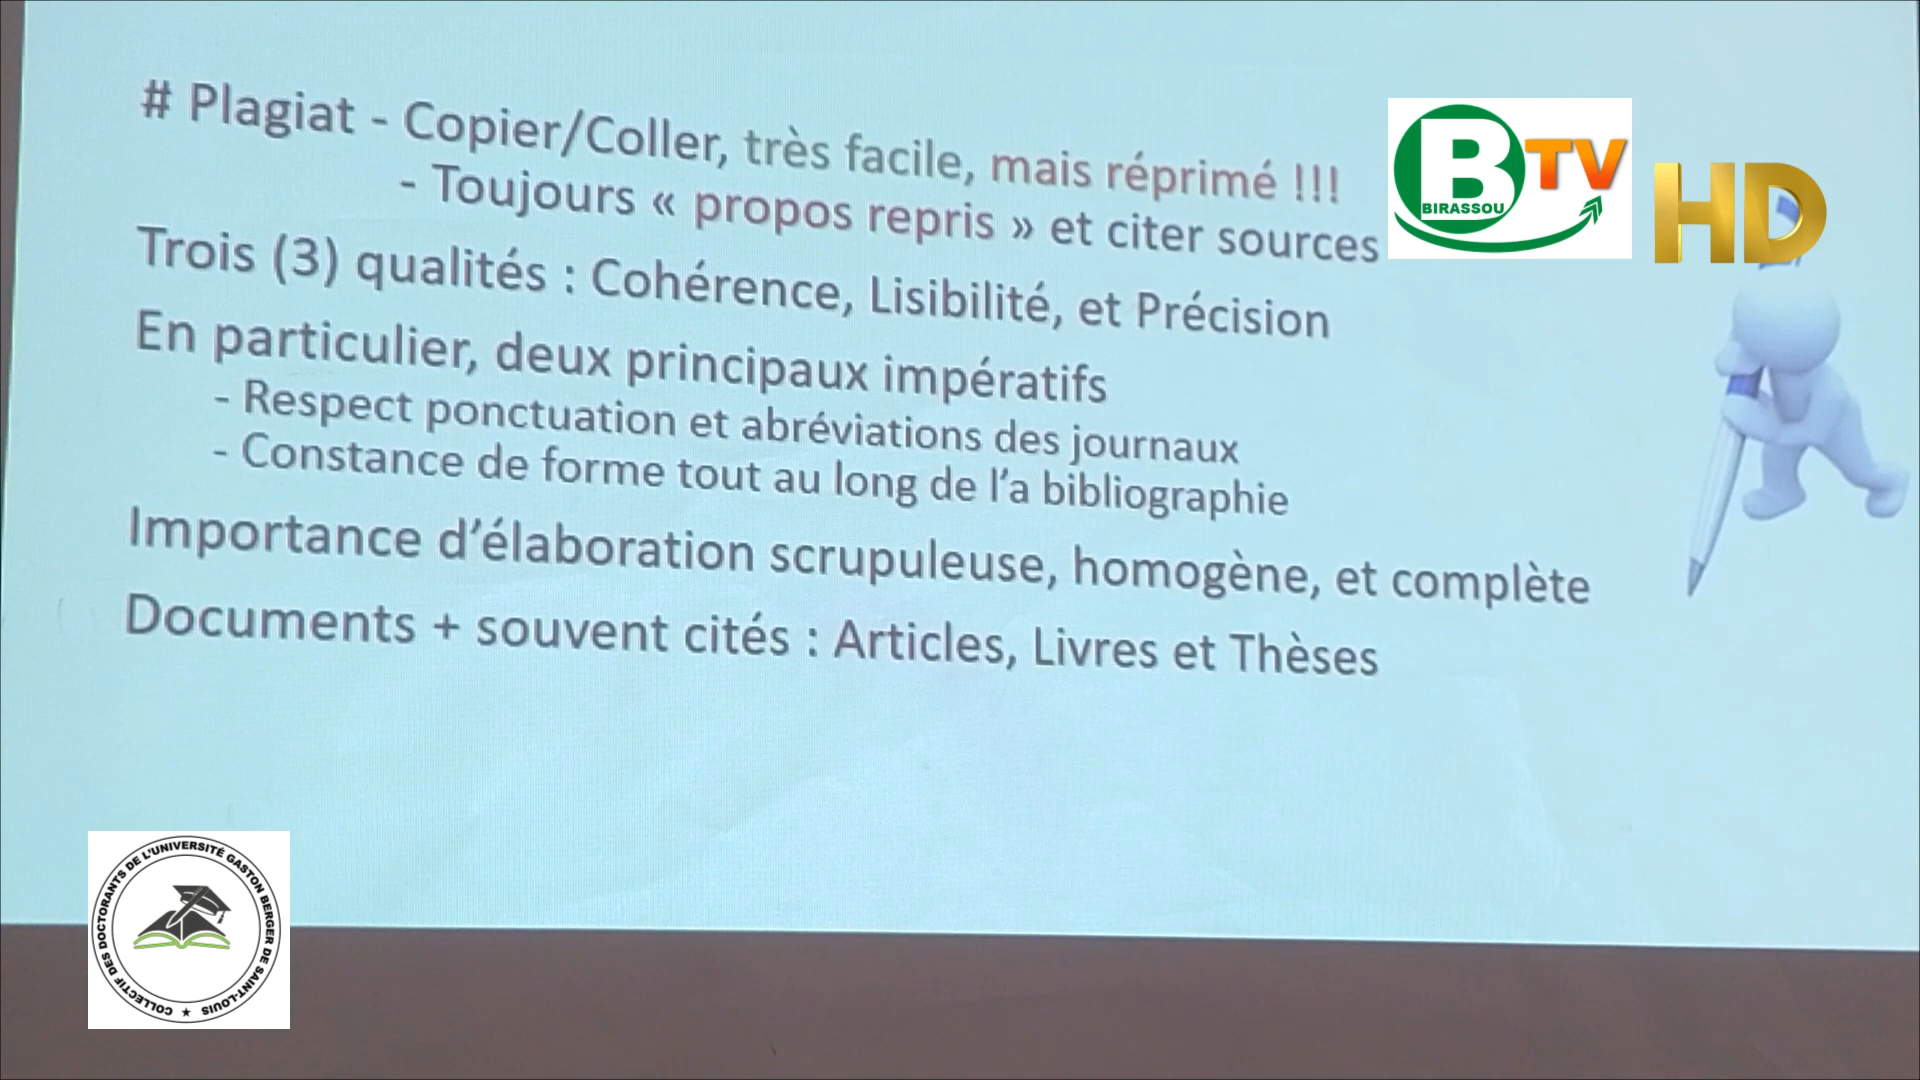 # Plagiat - Copier/Coller, très facile, mais réprimé !!!
- Toujours « propos repris » et citer sources
Trois (3) qualités : Cohérence, Lisibilité, et Précision
En particulier, deux principaux impératifs
- Respect ponctuation et abréviations des journaux
- Constance de forme tout au long de l'a bibliographie
Importance d'élaboration scrupuleuse, homogène, et complète
Documents + souvent cités : Articles, Livres et Thèses
B TV
BIRASSOU
HD
COLLECTIF DES DOCTORANTS DE L'UNIVERSITÉ GASTON BERGER DE SAINT-LOUIS ★